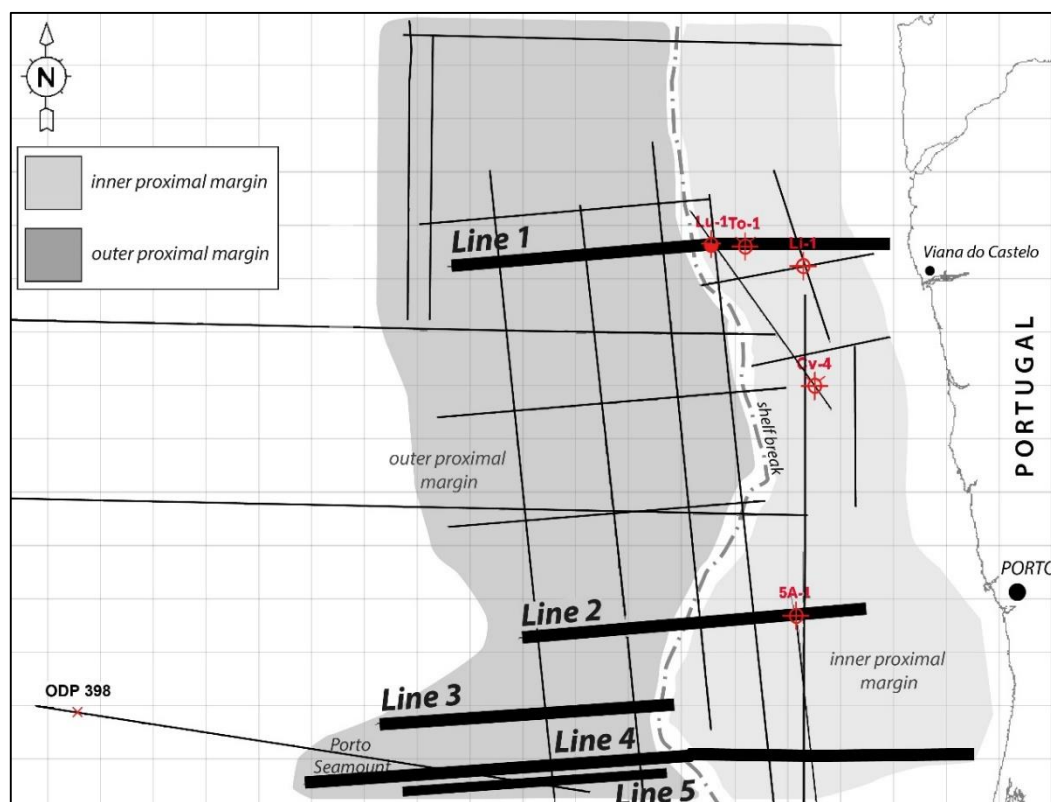 N
inner proximal margin
outer proximal margin
Lu-1
To-1
Line 1
Li-1
Viana do Castelo
Cv-4
PORTUGAL
shelf break
outer proximal
margin
PORTO
5A-1
Line 2
inner proximal
margin
ODP 398
Line 3
Line 4
Porto
Seamount
Line 5